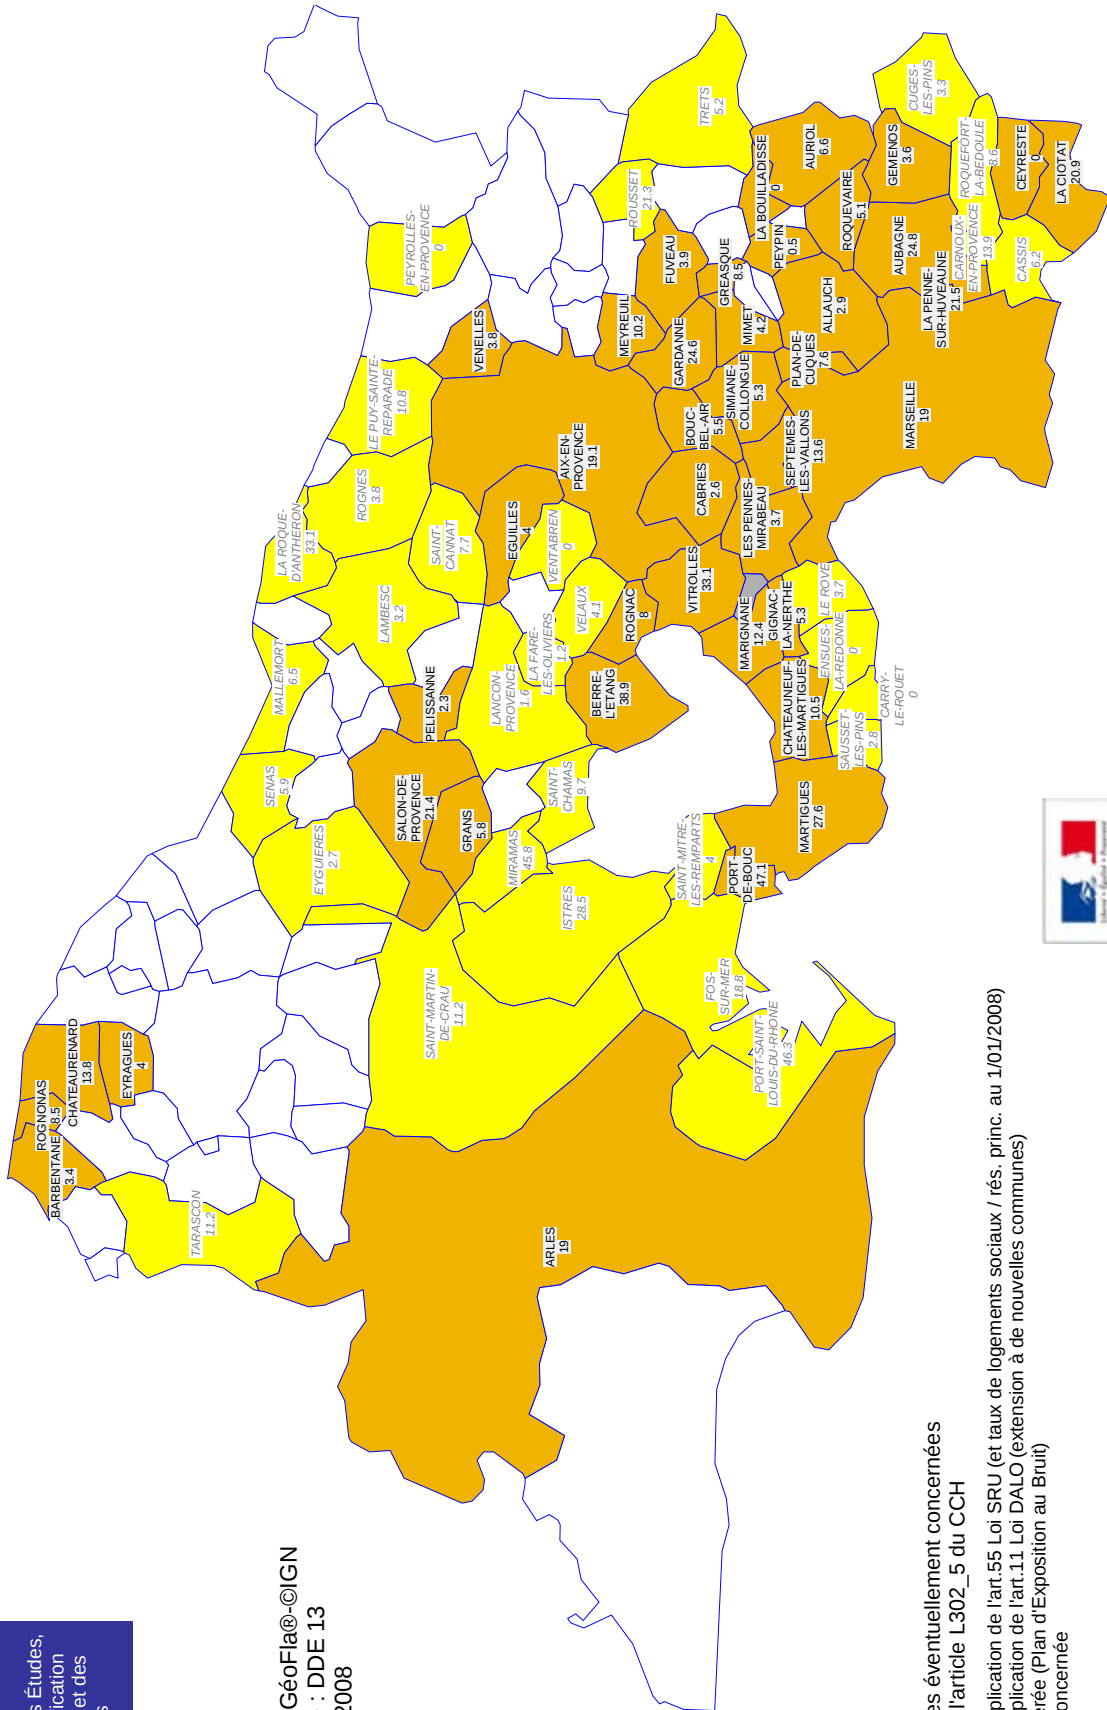 s Études,
ication
et des
s
GéoFla®-©IGN
: DDE 13
2008
BARBENTANE
3.4
ROGNONAS
8.5
CHATEAURENARD
13.8
EYRAGUES
4
TARASCON
11.2
ARLES
19
SAINT-MARTIN-
DE-CRAU
11.2
PORT-SAINT-
LOUIS-DU-RHONE
46.3
FOS-
SUR-MER
18.8
ISTRES
28.5
MIRAMAS
45.8
SAINT-
CHAMAS
9.7
SAINT-MITRE-
LES-REMPARTS
4
PORT-
DE-BOUC
47.1
MARTIGUES
27.6
EYGUIERES
2.7
SENAS
5.9
MALLEMORT
6.5
SALON-DE-
PROVENCE
21.4
GRANS
5.8
PELISSANNE
2.3
LAMBESC
3.2
LA ROQUE-
D'ANTHERON
33.1
ROGNES
3.8
SAINT-
CANNAT
7.7
LE PUY-SAINTE-
REPARADE
10.8
PEYROLLES-
EN-PROVENCE
0
VENELLES
3.8
LANCON-
PROVENCE
1.6
LA FARE-
LES-OLIVIERS
1.2
BERRE-
L'ETANG
38.9
VELAUX
4.1
VENTABREN
0
EGUILLES
4
AIX-EN-
PROVENCE
19.1
ROGNAC
8
VITROLLES
33.1
CABRIES
2.6
BOUC-
BEL-AIR
5.5
GARDANNE
24.6
MEYREUIL
10.2
FUVEAU
3.9
ROUSSET
21.3
TRETS
5.2
GREASQUE
8.5
MIMET
4.2
SIMIANE-
COLLONGUE
5.3
LES PENNES-
MIRABEAU
3.7
SEPTEMES-
LES-VALLONS
13.6
MARIGNANE
12.4
GIGNAC-
LA-NERTHE
5.3
CHATEAUNEUF-
LES-MARTIGUES
10.5
ENSUES-
LA-REDONNE
0
LE ROVE
3.7
SAUSSET-
LES-PINS
2.8
CARRY-
LE-ROUET
0
MARSEILLE
19
PLAN-DE-
CUQUES
7.6
ALLAUCH
2.9
PEYPIN
0.5
LA BOUILLADISSE
0
AURIOL
6.6
ROQUEVAIRE
5.1
AUBAGNE
24.8
LA PENNE-
SUR-HUVEAUNE
21.5
GEMENOS
3.6
CUGES-
LES-PINS
3.3
CARNOUX-
EN-PROVENCE
13.9
ROQUEFORT-
LA-BEDOULE
8.6
CASSIS
6.2
CEYRESTE
0
LA CIOTAT
20.9
es éventuellement concernées
l'article L302_5 du CCH
plication de l'art.55 Loi SRU (et taux de logements sociaux / rés. princ. au 1/01/2008)
plication de l'art.11 Loi DALO (extension à de nouvelles communes)
érée (Plan d'Exposition au Bruit)
oncernée